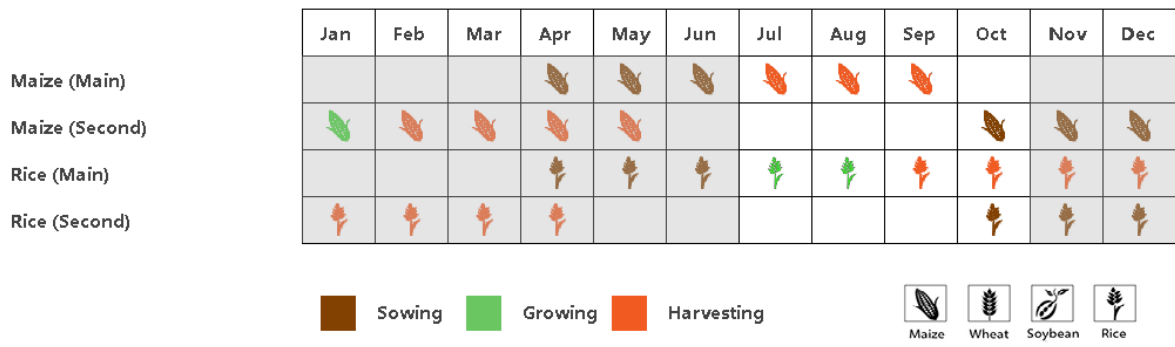 Jan Feb Mar Apr May Jun Jul Aug Sep Oct Nov Dec
Maize (Main)
Maize (Second)
Rice (Main)
Rice (Second)
Sowing Growing Harvesting
Maize Wheat Soybean Rice